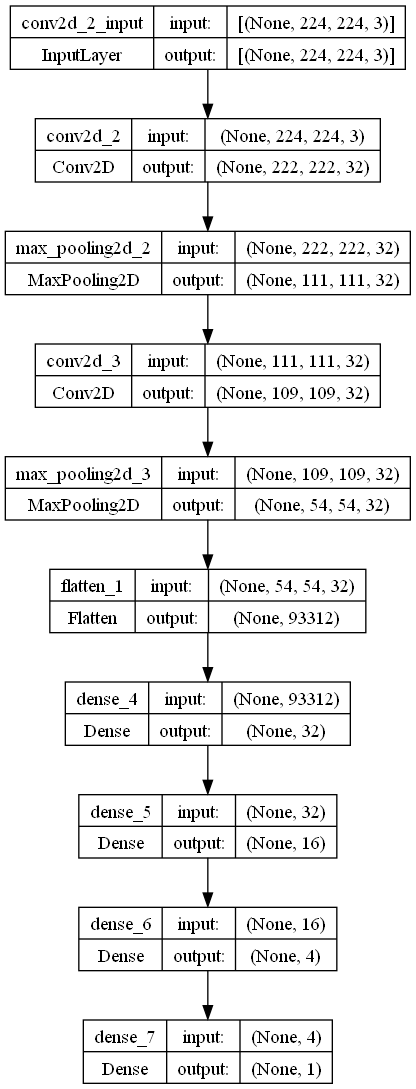 conv2d_2_input input: [(None, 224, 224, 3)]
InputLayer output: [(None, 224, 224, 3)]
conv2d_2 input: (None, 224, 224, 3)
Conv2D output: (None, 222, 222, 32)
max_pooling2d_2 input: (None, 222, 222, 32)
MaxPooling2D output: (None, 111, 111, 32)
conv2d_3 input: (None, 111, 111, 32)
Conv2D output: (None, 109, 109, 32)
max_pooling2d_3 input: (None, 109, 109, 32)
MaxPooling2D output: (None, 54, 54, 32)
flatten_1 input: (None, 54, 54, 32)
Flatten output: (None, 93312)
dense_4 input: (None, 93312)
Dense output: (None, 32)
dense_5 input: (None, 32)
Dense output: (None, 16)
dense_6 input: (None, 16)
Dense output: (None, 4)
dense_7 input: (None, 4)
Dense output: (None, 1)